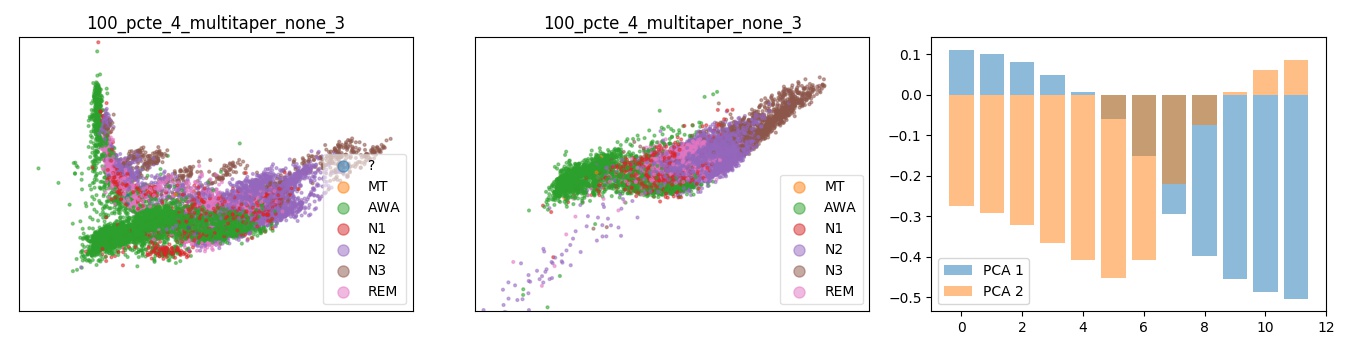 100_pcte_4_multitaper_none_3
?
MT
AWA
N1
N2
N3
REM
100_pcte_4_multitaper_none_3
MT
AWA
N1
N2
N3
REM
0.1
0.0
−0.1
−0.2
−0.3
−0.4
−0.5
PCA 1
PCA 2
0 2 4 6 8 10 12